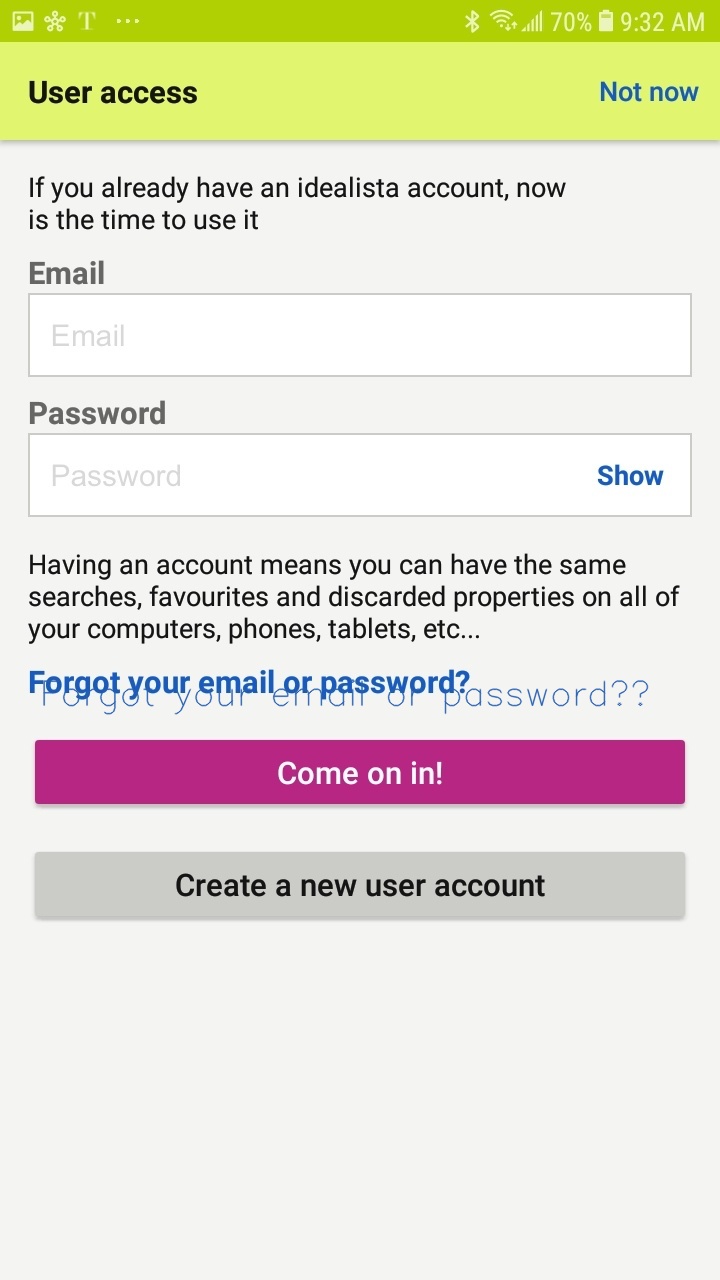 T ...
70% 9:32 AM
User access
Not now
If you already have an idealista account, now
is the time to use it
Email
Email
Password
Password
Show
Having an account means you can have the same
searches, favourites and discarded properties on all of
your computers, phones, tablets, etc...
Forgot your email or password?
Forgot your email or password??
Come on in!
Create a new user account